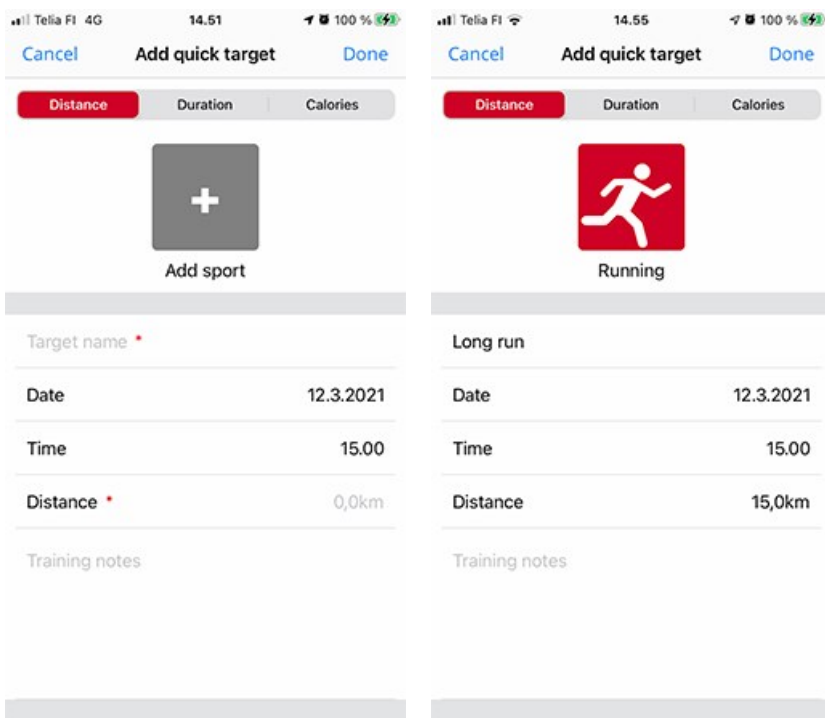 Telia FI 4G 14.51 100 %
Cancel Add quick target Done
Distance Duration Calories
Add sport
Target name *
Date 12.3.2021
Time 15.00
Distance * 0,0km
Training notes
Telia FI 14.55 100 %
Cancel Add quick target Done
Distance Duration Calories
Running
Long run
Date 12.3.2021
Time 15.00
Distance 15,0km
Training notes